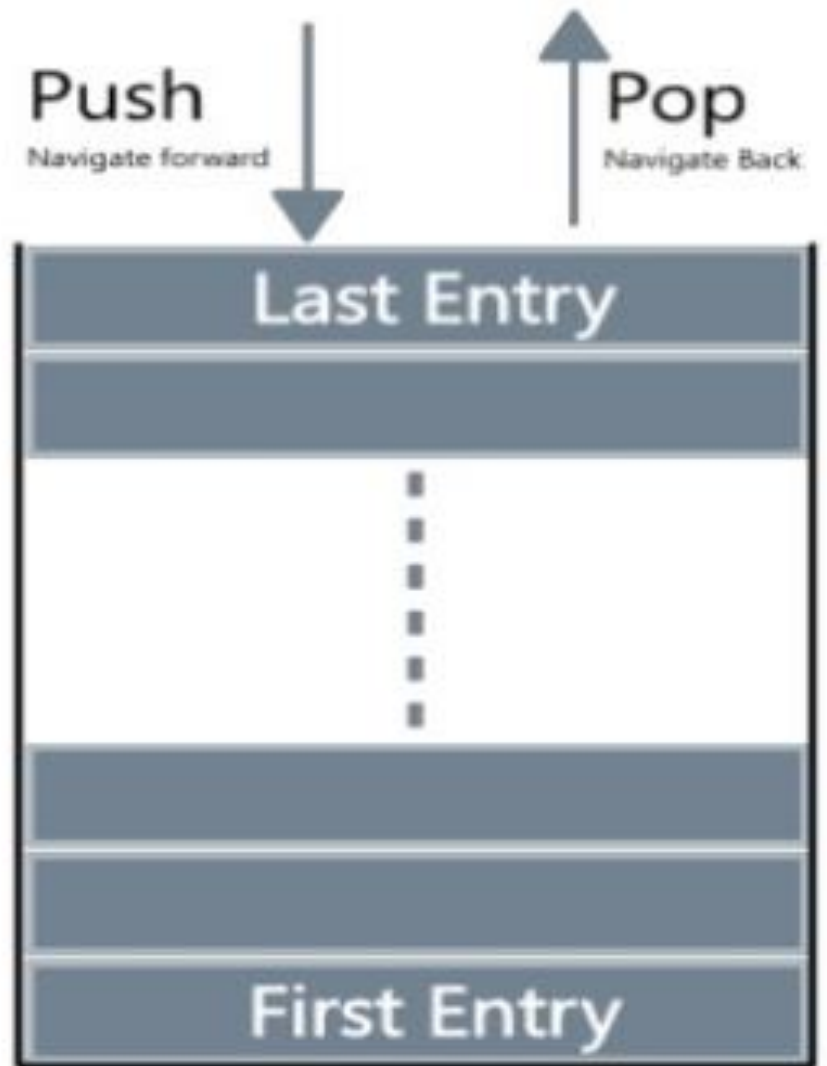 Push
Navigate forward
Pop
Navigate Back
Last Entry
First Entry